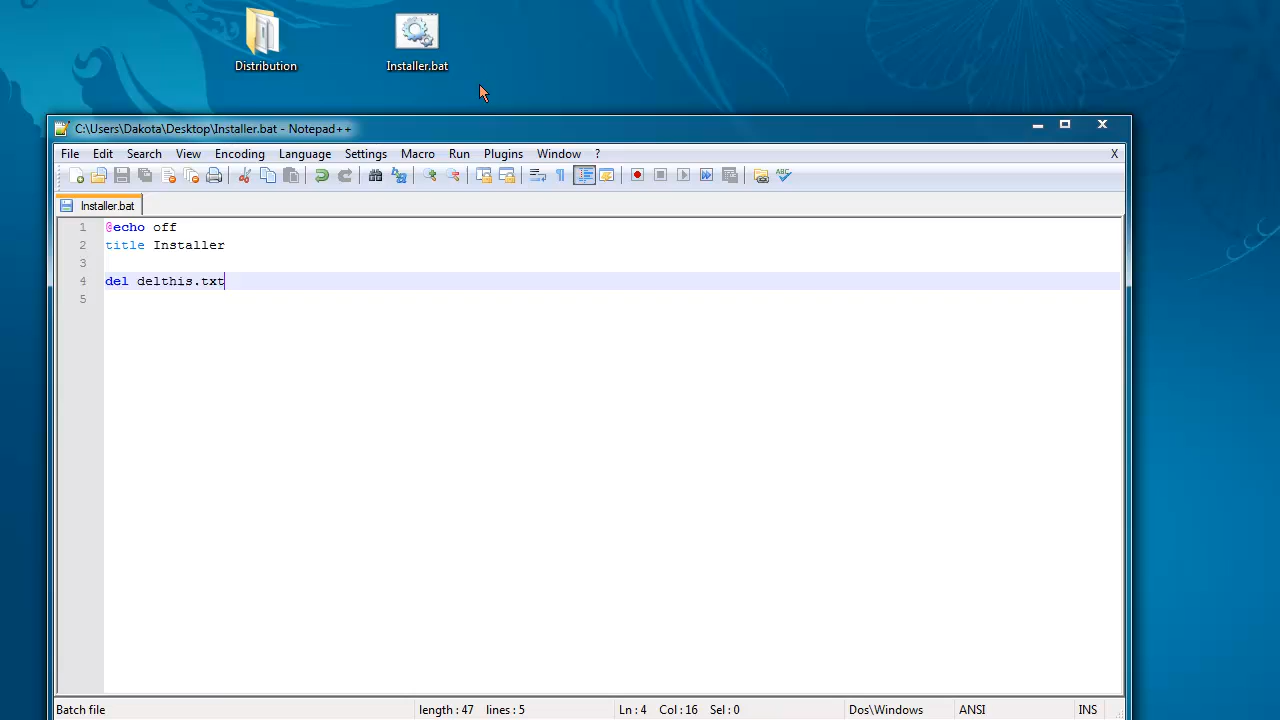 Distribution
Installer.bat
C:\Users\Dakota\Desktop\Installer.bat - Notepad++
File Edit Search View Encoding Language Settings Macro Run Plugins Window ? X
Installer.bat
1 @echo off
2 title Installer
3
4 del delthis.txt
5
Batch file length : 47 lines : 5 Ln : 4 Col : 16 Sel : 0 Dos\Windows ANSI INS